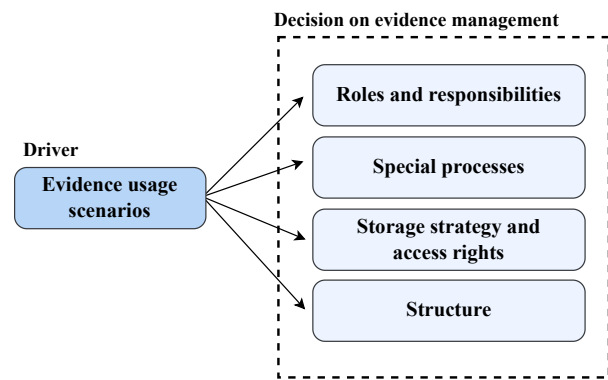 Decision on evidence management
Roles and responsibilities
Driver
Evidence usage
scenarios
Special processes
Storage strategy and
access rights
Structure